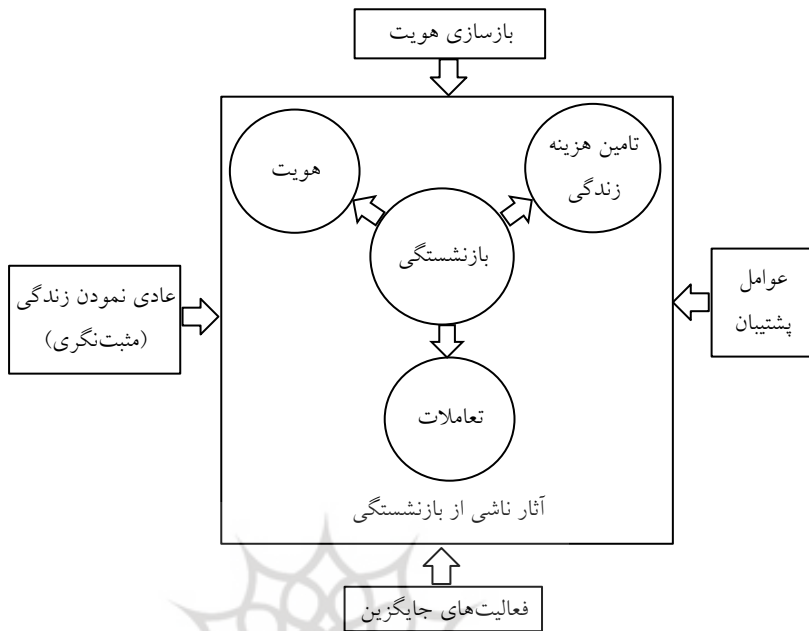 بازسازی هویت
تامین هزینه
زندگی
هویت
بازنشستگی
عوامل
پشتیبان
عادی نمودن زندگی
(مثبت‌نگری)
تعاملات
آثار ناشی از بازنشستگی
فعالیت‌های جایگزین